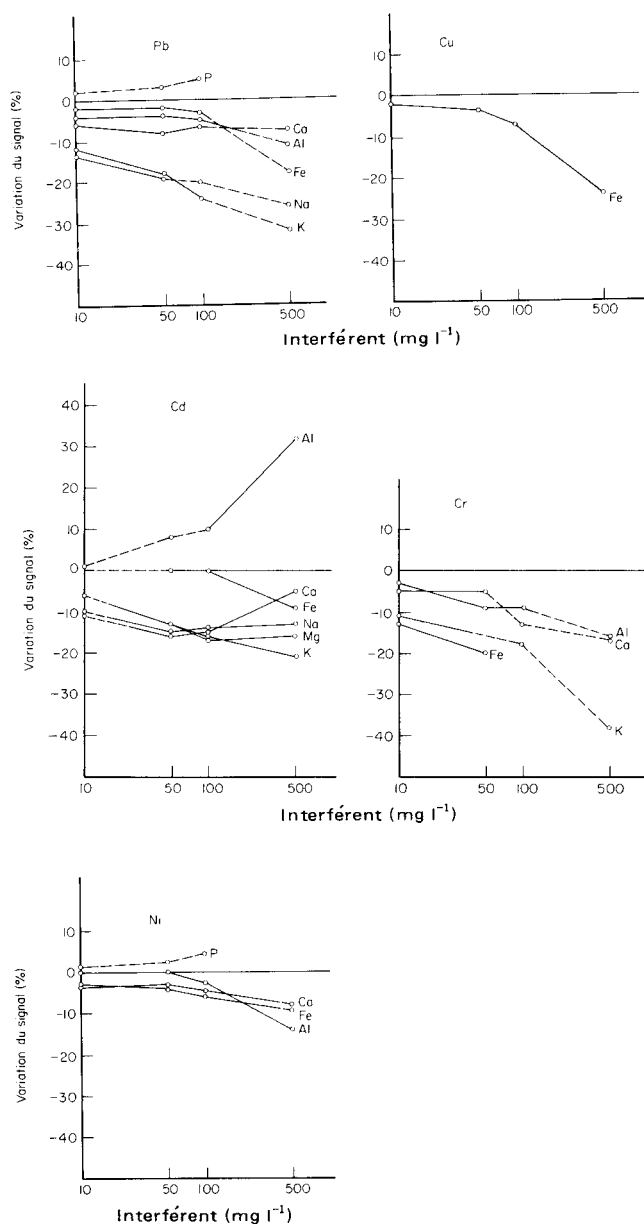 Pb
Cu
Variation du signal (%)
10
0
-10
-20
-30
-40
P
Ca
Al
Fe
Na
K
10 50 100 500
Interférent (mg l⁻¹)
10
0
-10
-20
-30
-40
Fe
10 50 100 500
Cd
Variation du signal (%)
40
30
20
10
0
-10
-20
-30
-40
Al
Ca
Fe
Na
Mg
K
10 50 100 500
Cr
10
0
-10
-20
-30
-40
Fe
Al
Ca
K
10 50 100 500
Interférent (mg l⁻¹)
Ni
Variation du signal (%)
10
0
-10
-20
-30
-40
P
Ca
Fe
Al
10 50 100 500
Interférent (mg l⁻¹)